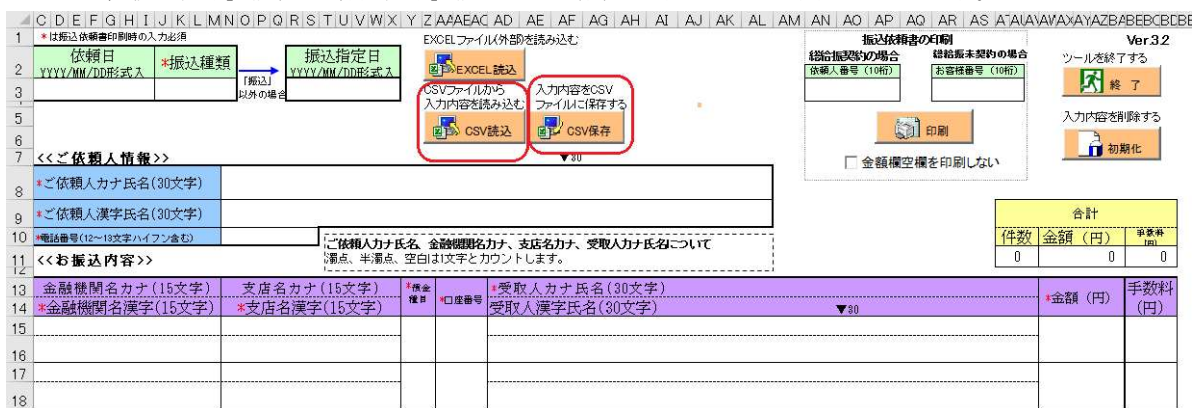 C D E F G H I J K L M N O P Q R S T U V W X Y Z AA AE AC AD AE AF AG AH AI AJ AK AL AM AN AO AP AQ AR AS
1 *は振込依頼書印刷時の入力必須 EXCELファイル(外部)を読み込む 振込依頼書の印刷 Ver.3.2
依頼日 *振込種類 振込指定日 総給振契約の場合 総給振未契約の場合 ツールを終了する
2 YYYY/MM/DD形式入 YYYY/MM/DD形式入 EXCEL読込 依頼人番号(10桁) お客様番号(10桁)
「振込」
3 以外の場合 CSVファイルから 入力内容をCSV 終 了
入力内容を読み込む ファイルに保存する
5 入力内容を削除する
CSV読込 CSV保存 印刷
6 初期化
7 <<ご依頼人情報>> ▼30 金額欄空欄を印刷しない
8 *ご依頼人カナ氏名(30文字)
9 *ご依頼人漢字氏名(30文字) 合計
10 *電話番号(12~13文字ハイフン含む) ご依頼人カナ氏名、金融機関名カナ、支店名カナ、受取人カナ氏名について 件数 金額(円) 手数料(円)
11 <<お振込内容>> 濁点、半濁点、空白は1文字とカウントします。 0 0 0
12
13 金融機関名カナ(15文字) 支店名カナ(15文字) *預金種目 *口座番号 *受取人カナ氏名(30文字) *金額(円) 手数料(円)
14 *金融機関名漢字(15文字) *支店名漢字(15文字) 受取人漢字氏名(30文字) ▼30
15
16
17
18